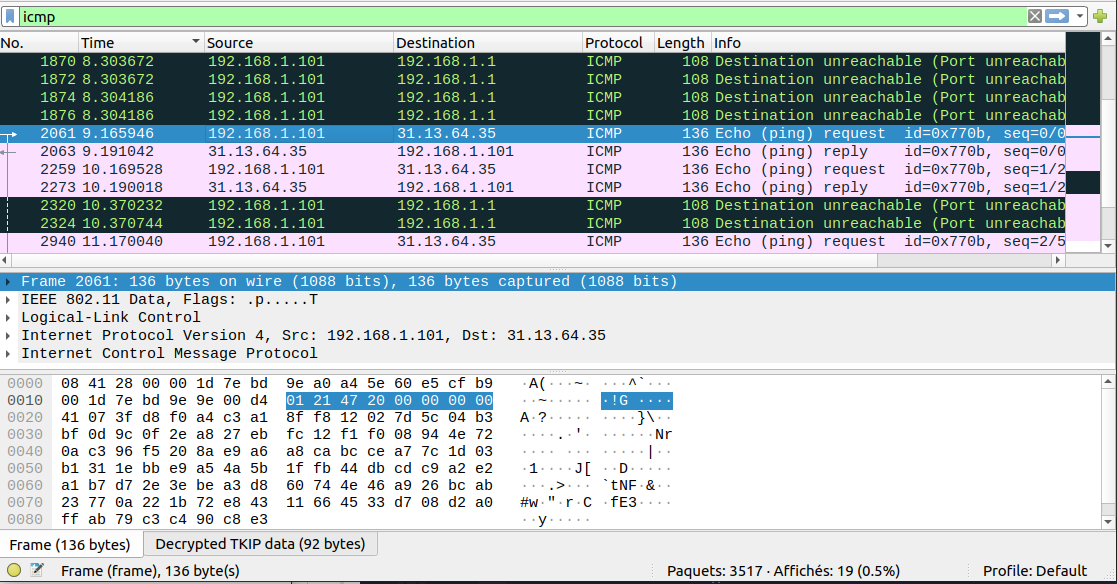 icmp
No. Time Source Destination Protocol Length Info
1870 8.303672 192.168.1.101 192.168.1.1 ICMP 108 Destination unreachable (Port unreachab
1872 8.303672 192.168.1.101 192.168.1.1 ICMP 108 Destination unreachable (Port unreachab
1874 8.304186 192.168.1.101 192.168.1.1 ICMP 108 Destination unreachable (Port unreachab
1876 8.304186 192.168.1.101 192.168.1.1 ICMP 108 Destination unreachable (Port unreachab
2061 9.165946 192.168.1.101 31.13.64.35 ICMP 136 Echo (ping) request id=0x770b, seq=0/0
2063 9.191042 31.13.64.35 192.168.1.101 ICMP 136 Echo (ping) reply id=0x770b, seq=0/0
2259 10.169528 192.168.1.101 31.13.64.35 ICMP 136 Echo (ping) request id=0x770b, seq=1/2
2273 10.190018 31.13.64.35 192.168.1.101 ICMP 136 Echo (ping) reply id=0x770b, seq=1/2
2320 10.370232 192.168.1.101 192.168.1.1 ICMP 108 Destination unreachable (Port unreachab
2324 10.370744 192.168.1.101 192.168.1.1 ICMP 108 Destination unreachable (Port unreachab
2940 11.170040 192.168.1.101 31.13.64.35 ICMP 136 Echo (ping) request id=0x770b, seq=2/5
Frame 2061: 136 bytes on wire (1088 bits), 136 bytes captured (1088 bits)
IEEE 802.11 Data, Flags: .p.....T
Logical-Link Control
Internet Protocol Version 4, Src: 192.168.1.101, Dst: 31.13.64.35
Internet Control Message Protocol
0000 08 41 28 00 00 1d 7e bd 9e a0 a4 5e 60 e5 cf b9 ·A(···~· ···^`···
0010 00 1d 7e bd 9e 9e 00 d4 01 21 47 20 00 00 00 00 ··~····· ·!G ····
0020 41 07 3f d8 f0 a4 c3 a1 8f f8 12 02 7d 5c 04 b3 A·?····· ····}\··
0030 bf 0d 9c 0f 2e a8 27 eb fc 12 f1 f0 08 94 4e 72 ····.·'· ······Nr
0040 0a c3 96 f5 20 8a e9 a6 a8 ca bc ce a7 7c 1d 03 ···· ··· ·····|··
0050 b1 31 1e bb e9 a5 4a 5b 1f fb 44 db cd c9 a2 e2 ·1····J[ ··D·····
0060 a1 b7 d7 2e 3e be a3 d8 60 74 4e 46 a9 26 bc ab ···.>··· `tNF·&··
0070 23 77 0a 22 1b 72 e8 43 11 66 45 33 d7 08 d2 a0 #w·"·r·C ·fE3····
0080 ff ab 79 c3 c4 90 c8 e3 ··y·····
Frame (136 bytes) Decrypted TKIP data (92 bytes)
Frame (frame), 136 byte(s) Paquets: 3517 · Affichés: 19 (0.5%) Profile: Default